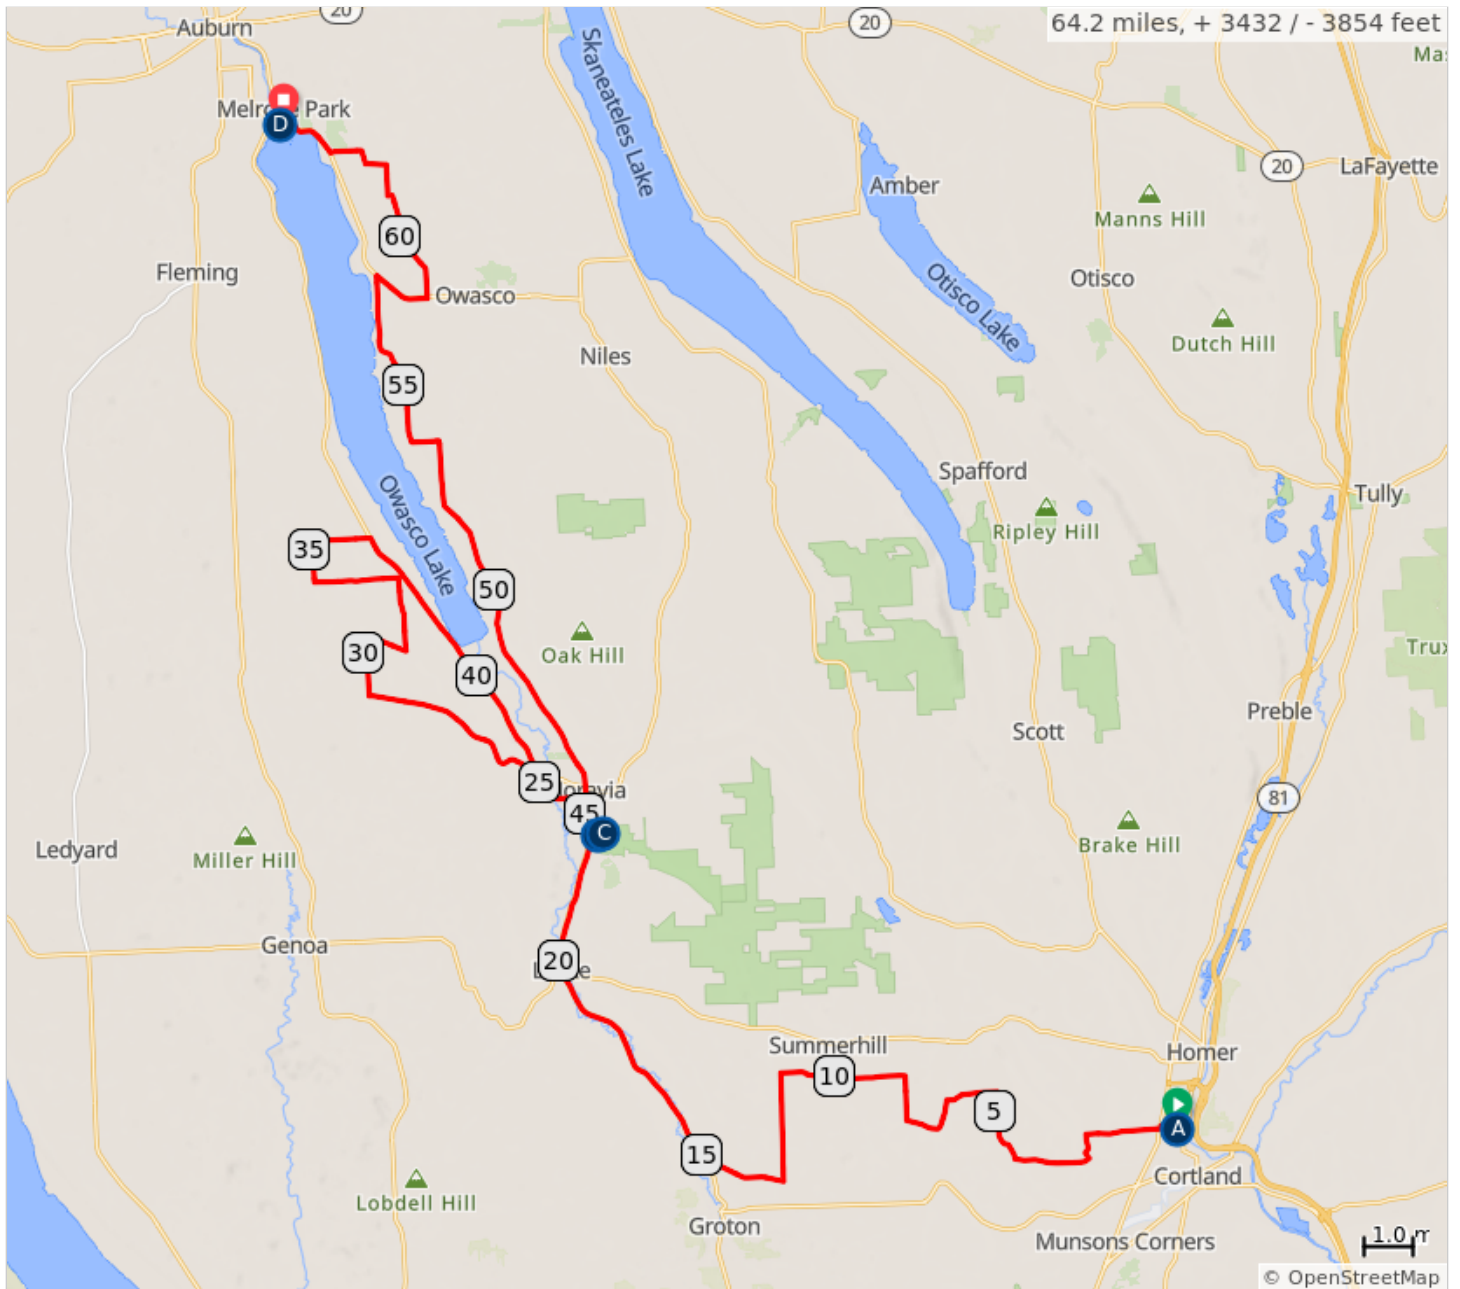 20
20
64.2 miles, + 3432 / - 3854 feet
Auburn
Skaneateles Lake
Park
D
20
LaFayette
Amber
Manns Hill
60
Fleming
Owasco
Otisco Lake
Otisco
Dutch Hill
Niles
55
Owasco Lake
Spafford
Tully
Ripley Hill
35
50
30
Oak Hill
40
Preble
Scott
25
45
C
81
Ledyard
Miller Hill
Brake Hill
Genoa
20
Summerhill
Homer
10
5
A
15
Cortland
Lobdell Hill
Groton
Munsons Corners
1.0 m
© OpenStreetMap